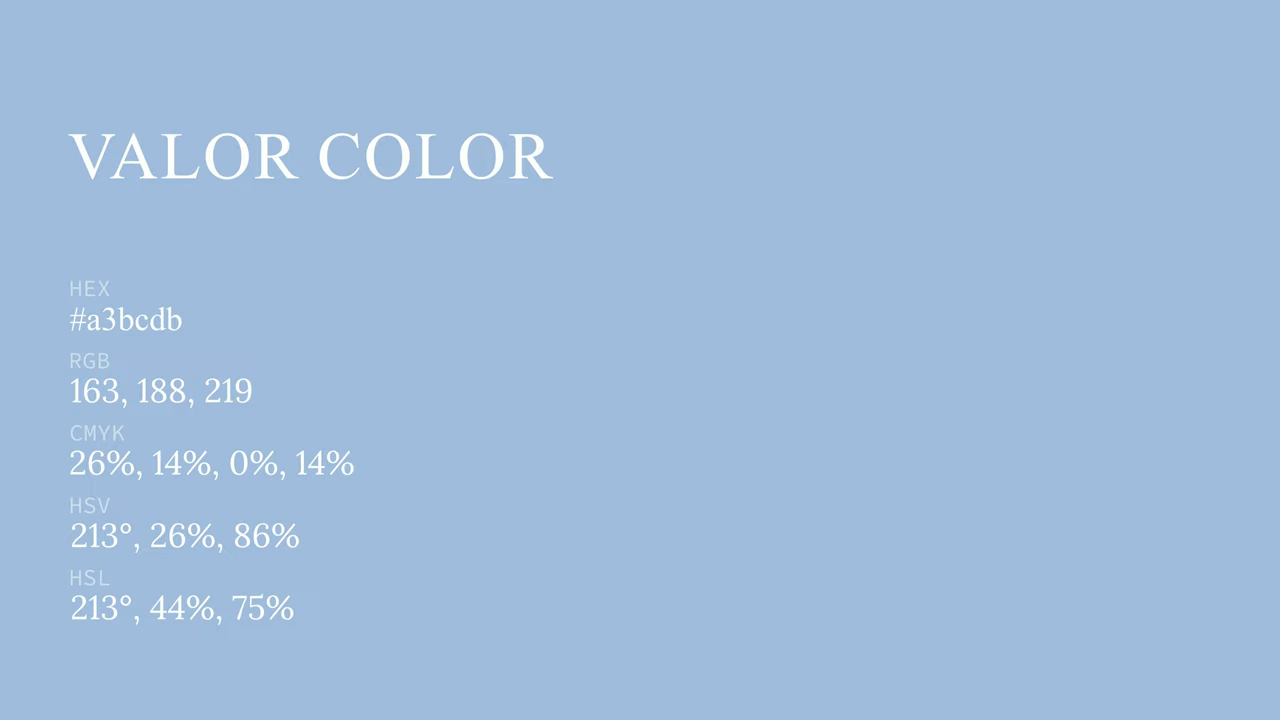 VALOR COLOR
HEX
#a3bcdb
RGB
163, 188, 219
CMYK
26%, 14%, 0%, 14%
HSV
213°, 26%, 86%
HSL
213°, 44%, 75%